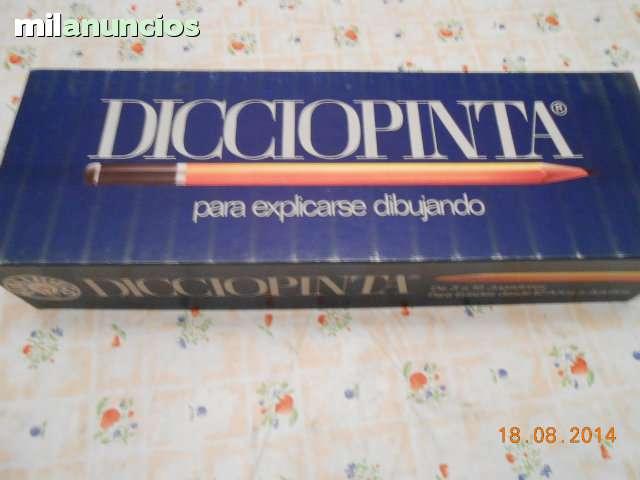 milanuncios
DICCIOPINTA®
para explicarse dibujando
DICCIOPINTA
18.08.2014